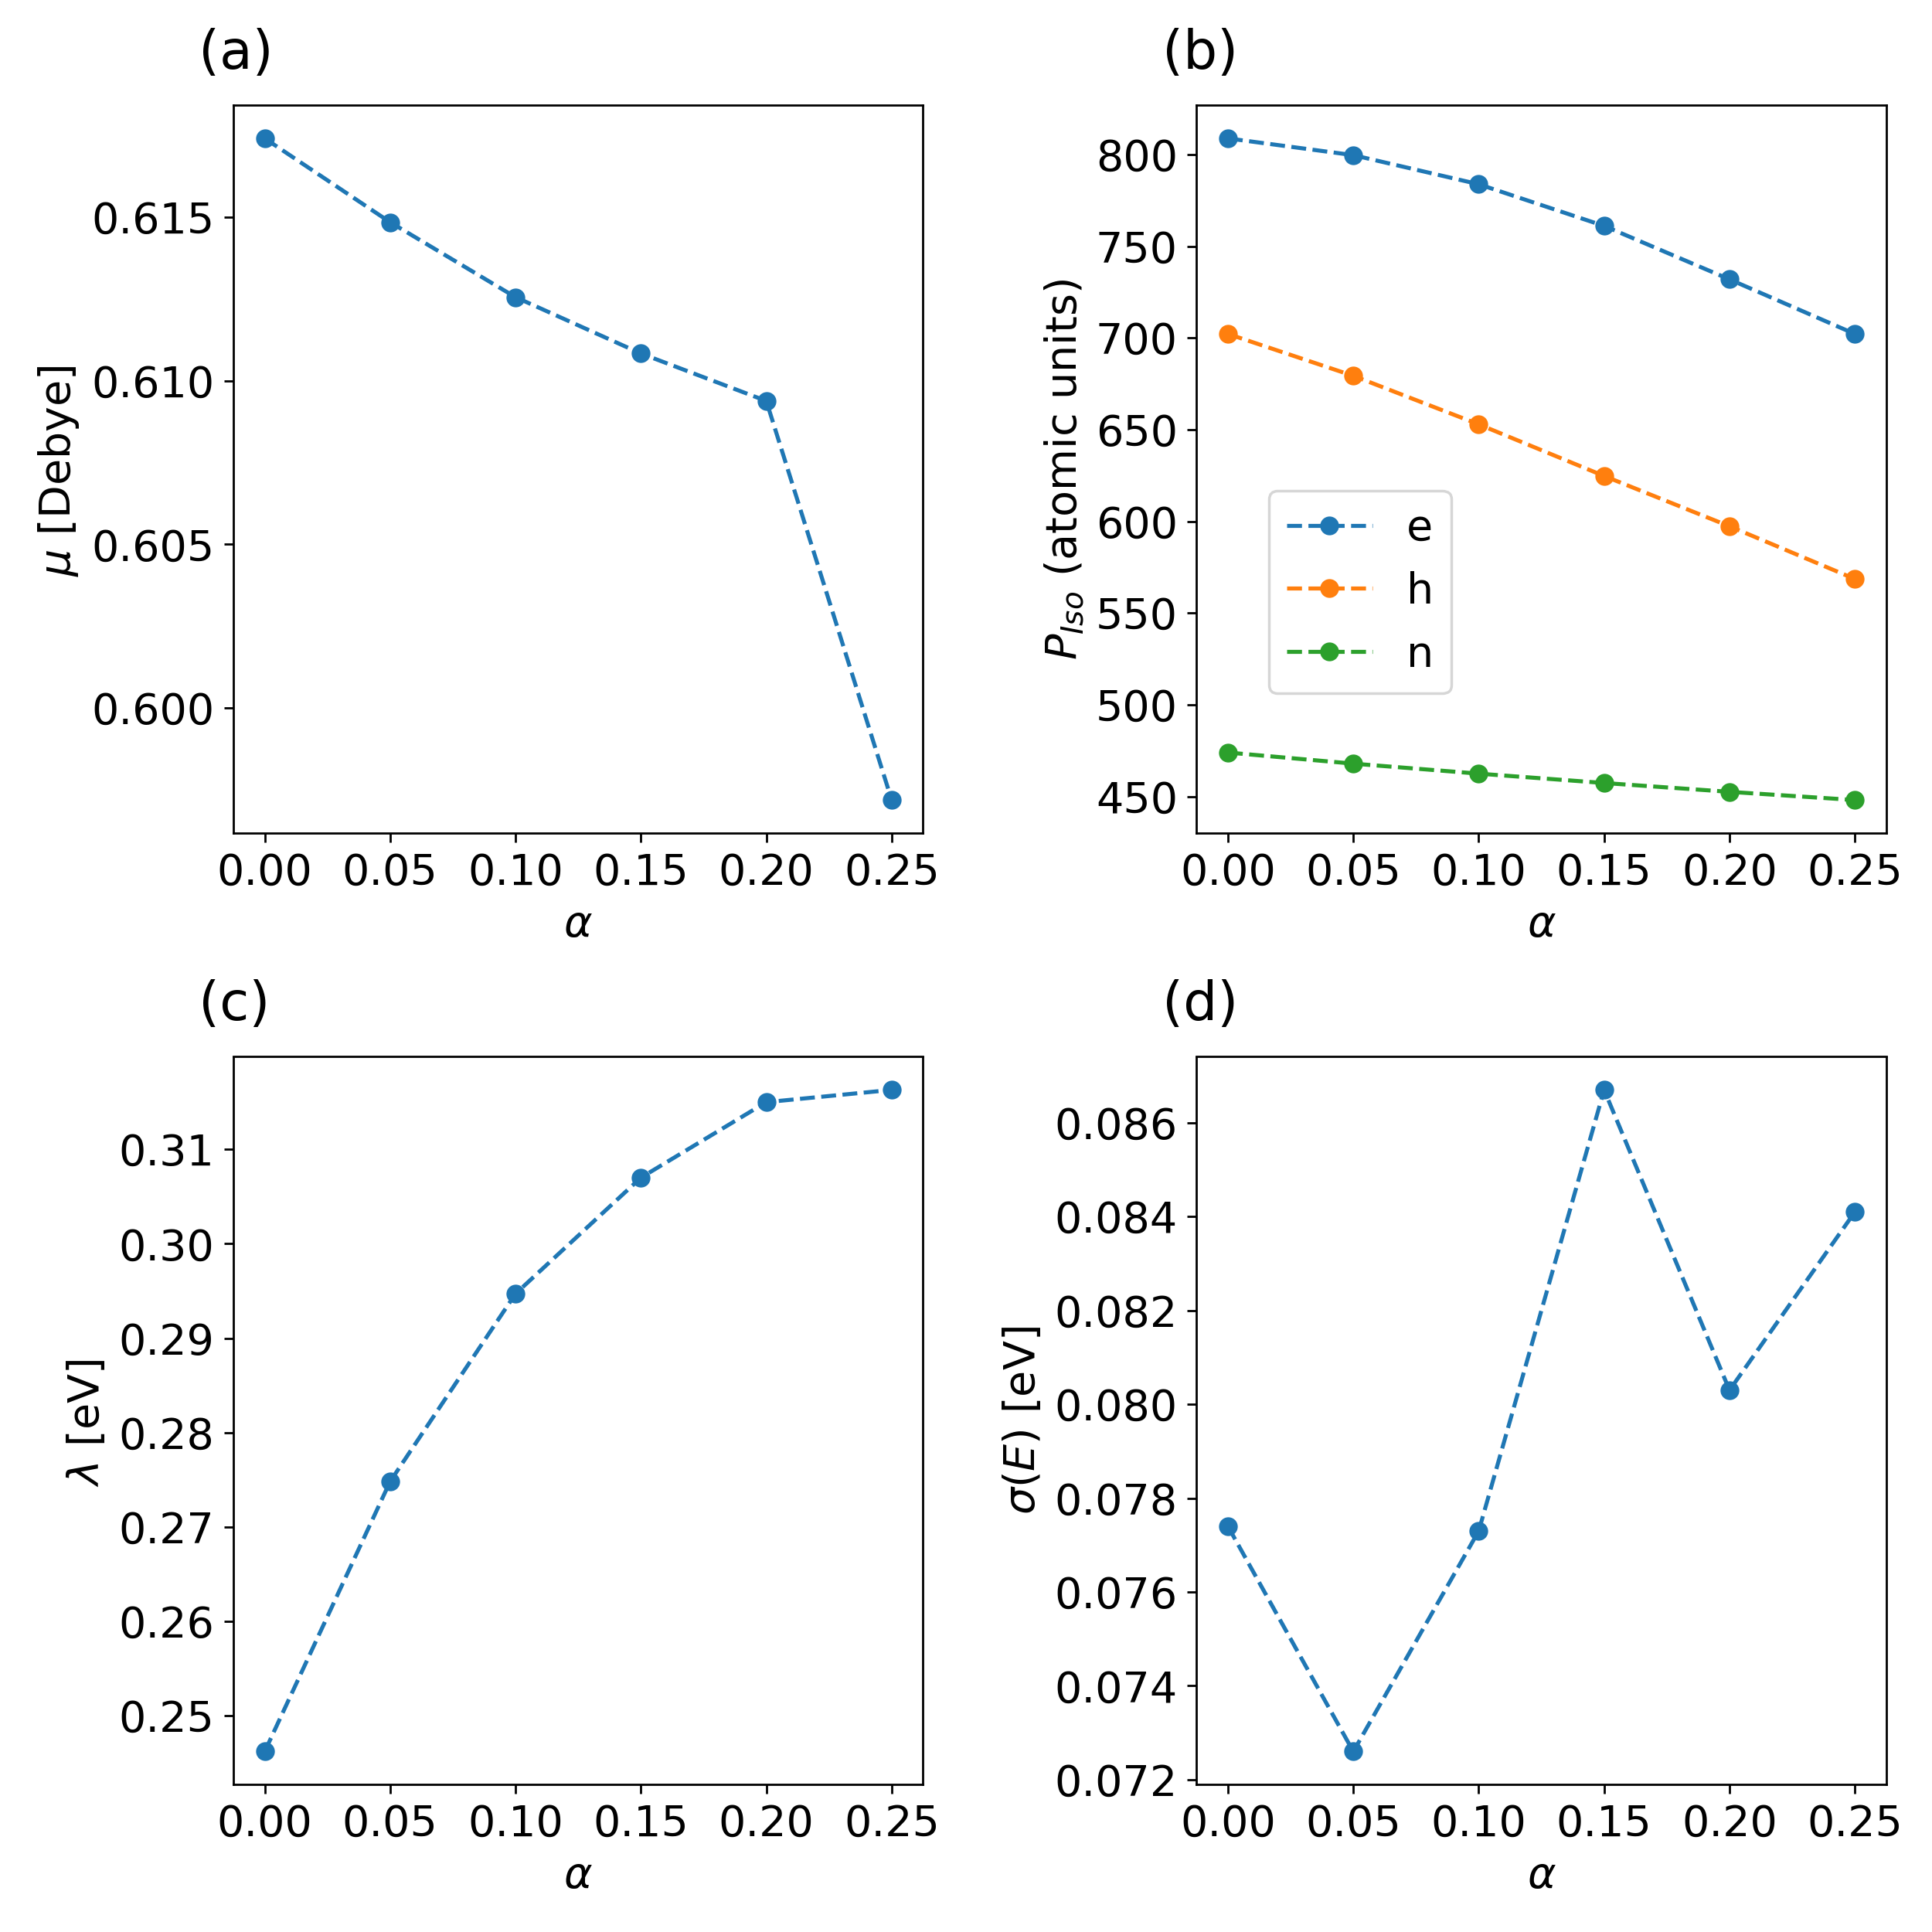 (a)
μ [Debye]
0.615
0.610
0.605
0.600
0.00 0.05 0.10 0.15 0.20 0.25
α
(b)
P_Iso (atomic units)
800
750
700
650
600
550
500
450
e
h
n
0.00 0.05 0.10 0.15 0.20 0.25
α
(c)
λ [eV]
0.31
0.30
0.29
0.28
0.27
0.26
0.25
0.00 0.05 0.10 0.15 0.20 0.25
α
(d)
σ(E) [eV]
0.086
0.084
0.082
0.080
0.078
0.076
0.074
0.072
0.00 0.05 0.10 0.15 0.20 0.25
α